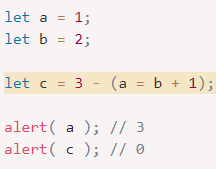 let a = 1;
let b = 2;
let c = 3 - (a = b + 1);
alert( a ); // 3
alert( c ); // 0